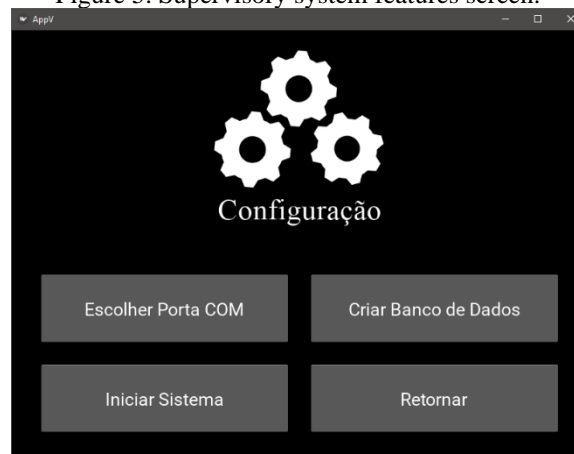 Figure 5. Supervisory system features screen.
AppV
Configuração
Escolher Porta COM
Criar Banco de Dados
Iniciar Sistema
Retornar